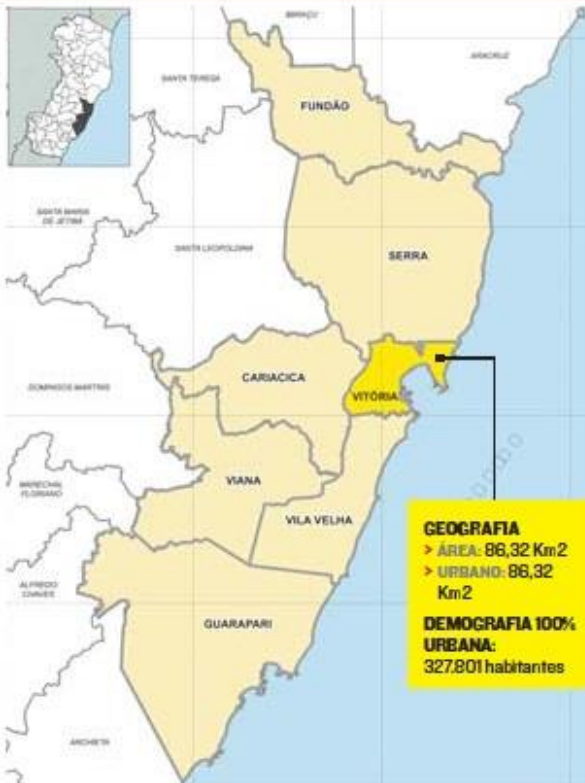 IBIRAÇU
ARACRUZ
SANTA TERESA
FUNDÃO
SANTA MARIA
DE JETIBÁ
SANTA LEOPOLDINA
SERRA
CARIACICA
DOMINGOS MARTINS
VITÓRIA
MARECHAL
FLORIANO
VIANA
VILA VELHA
ALFREDO
CHAVES
GUARAPARI
ANCHIETA
GEOGRAFIA
> ÁREA: 86,32 Km2
> URBANO: 86,32
Km2
DEMOGRAFIA 100%
URBANA:
327.801 habitantes